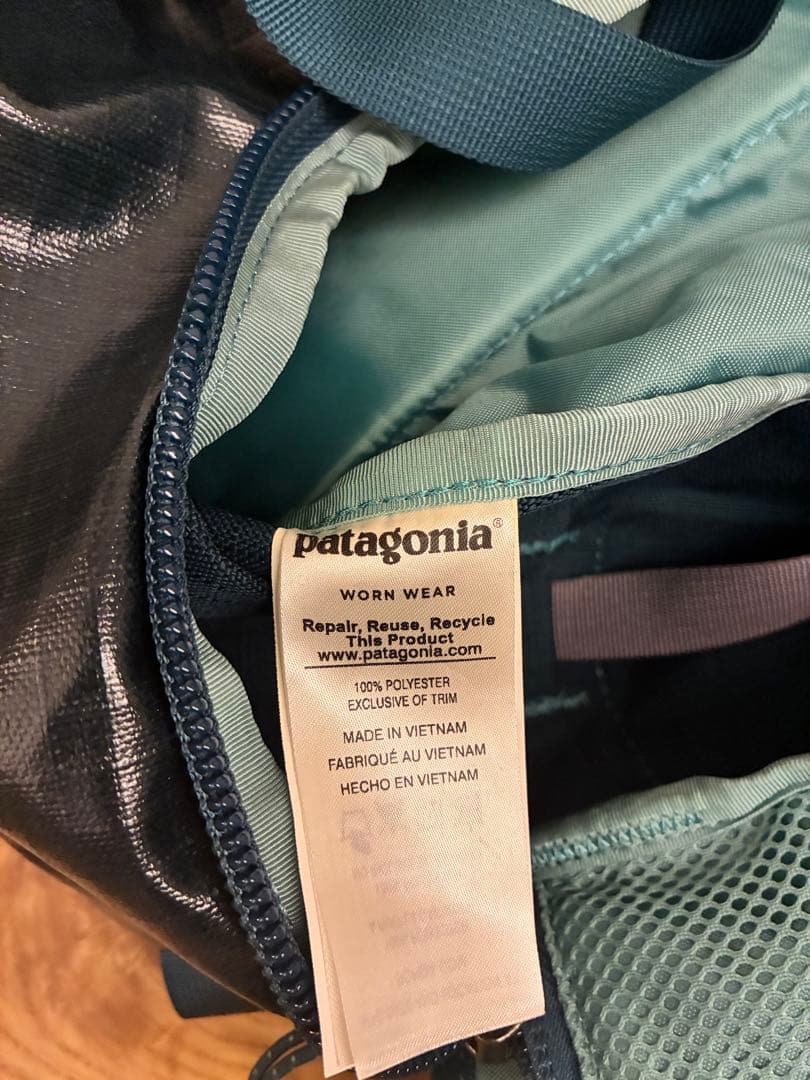 patagonia®
WORN WEAR
Repair, Reuse, Recycle
This Product
www.patagonia.com
100% POLYESTER
EXCLUSIVE OF TRIM
MADE IN VIETNAM
FABRIQUÉ AU VIETNAM
HECHO EN VIETNAM